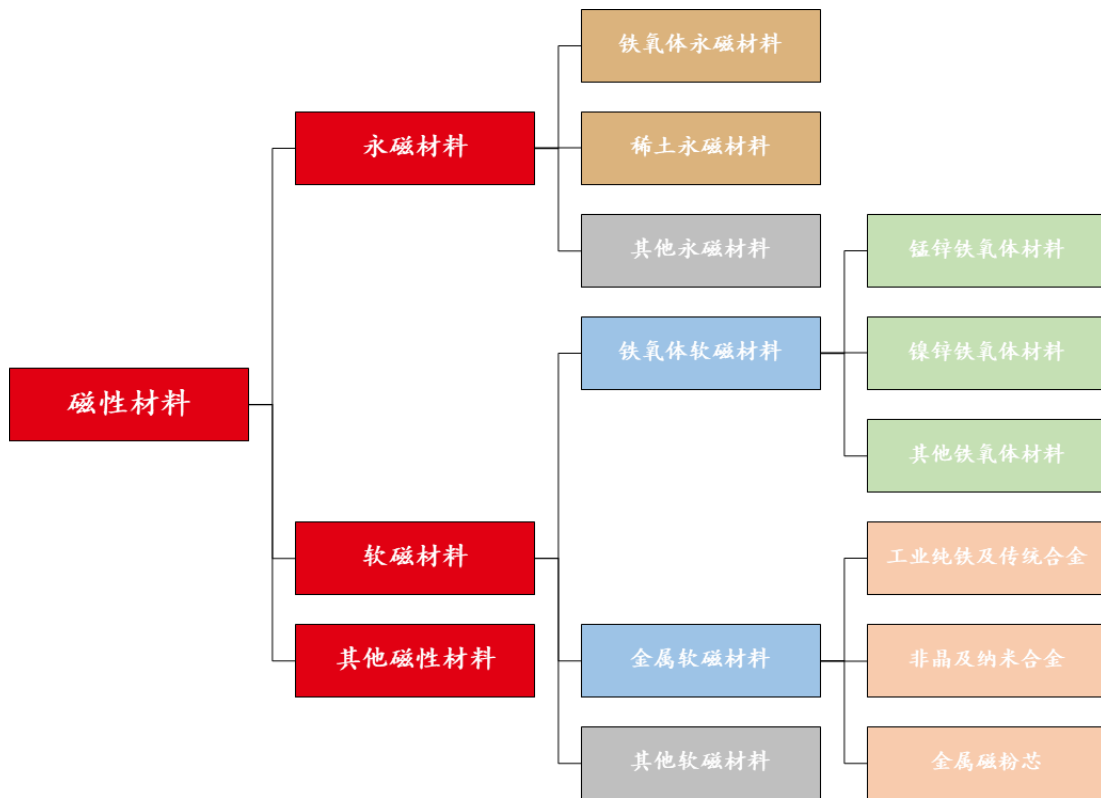 磁性材料
永磁材料
铁氧体永磁材料
稀土永磁材料
其他永磁材料
软磁材料
铁氧体软磁材料
锰锌铁氧体材料
镍锌铁氧体材料
其他铁氧体材料
金属软磁材料
工业纯铁及传统合金
非晶及纳米合金
金属磁粉芯
其他软磁材料
其他磁性材料